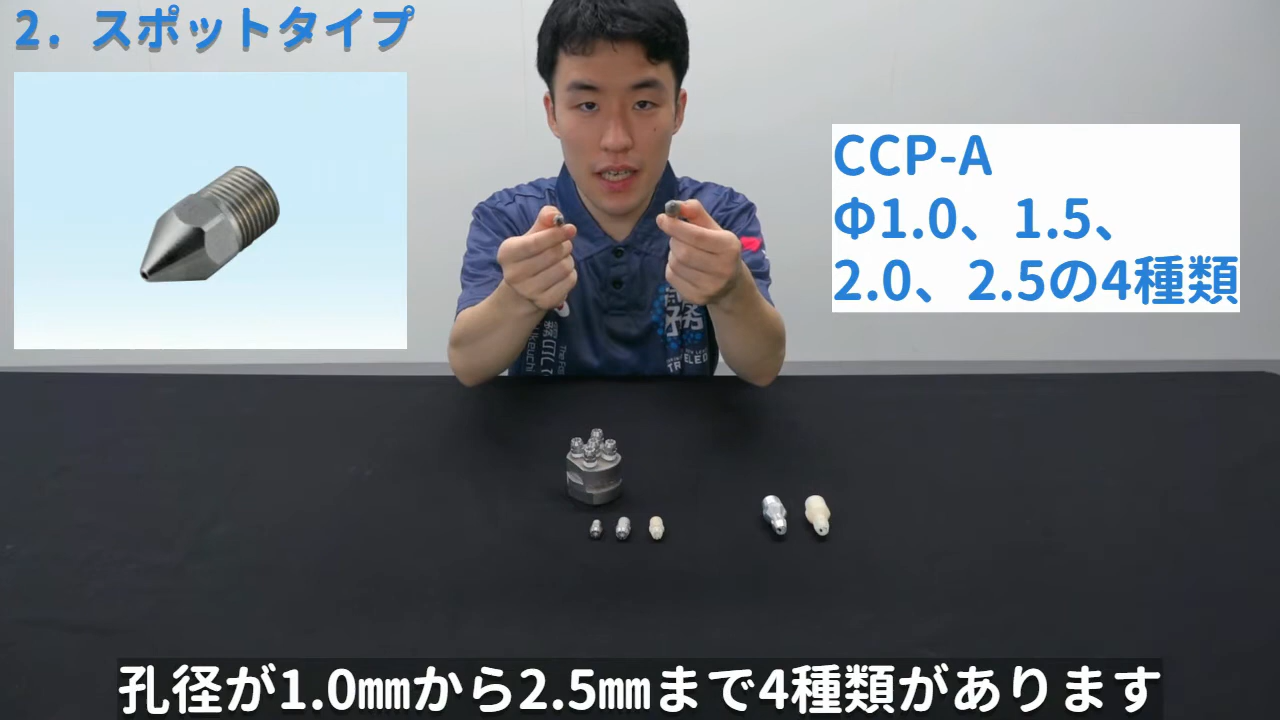 2. スポットタイプ
CCP-A
Φ1.0、1.5、
2.0、2.5の4種類
孔径が1.0㎜から2.5㎜まで4種類があります